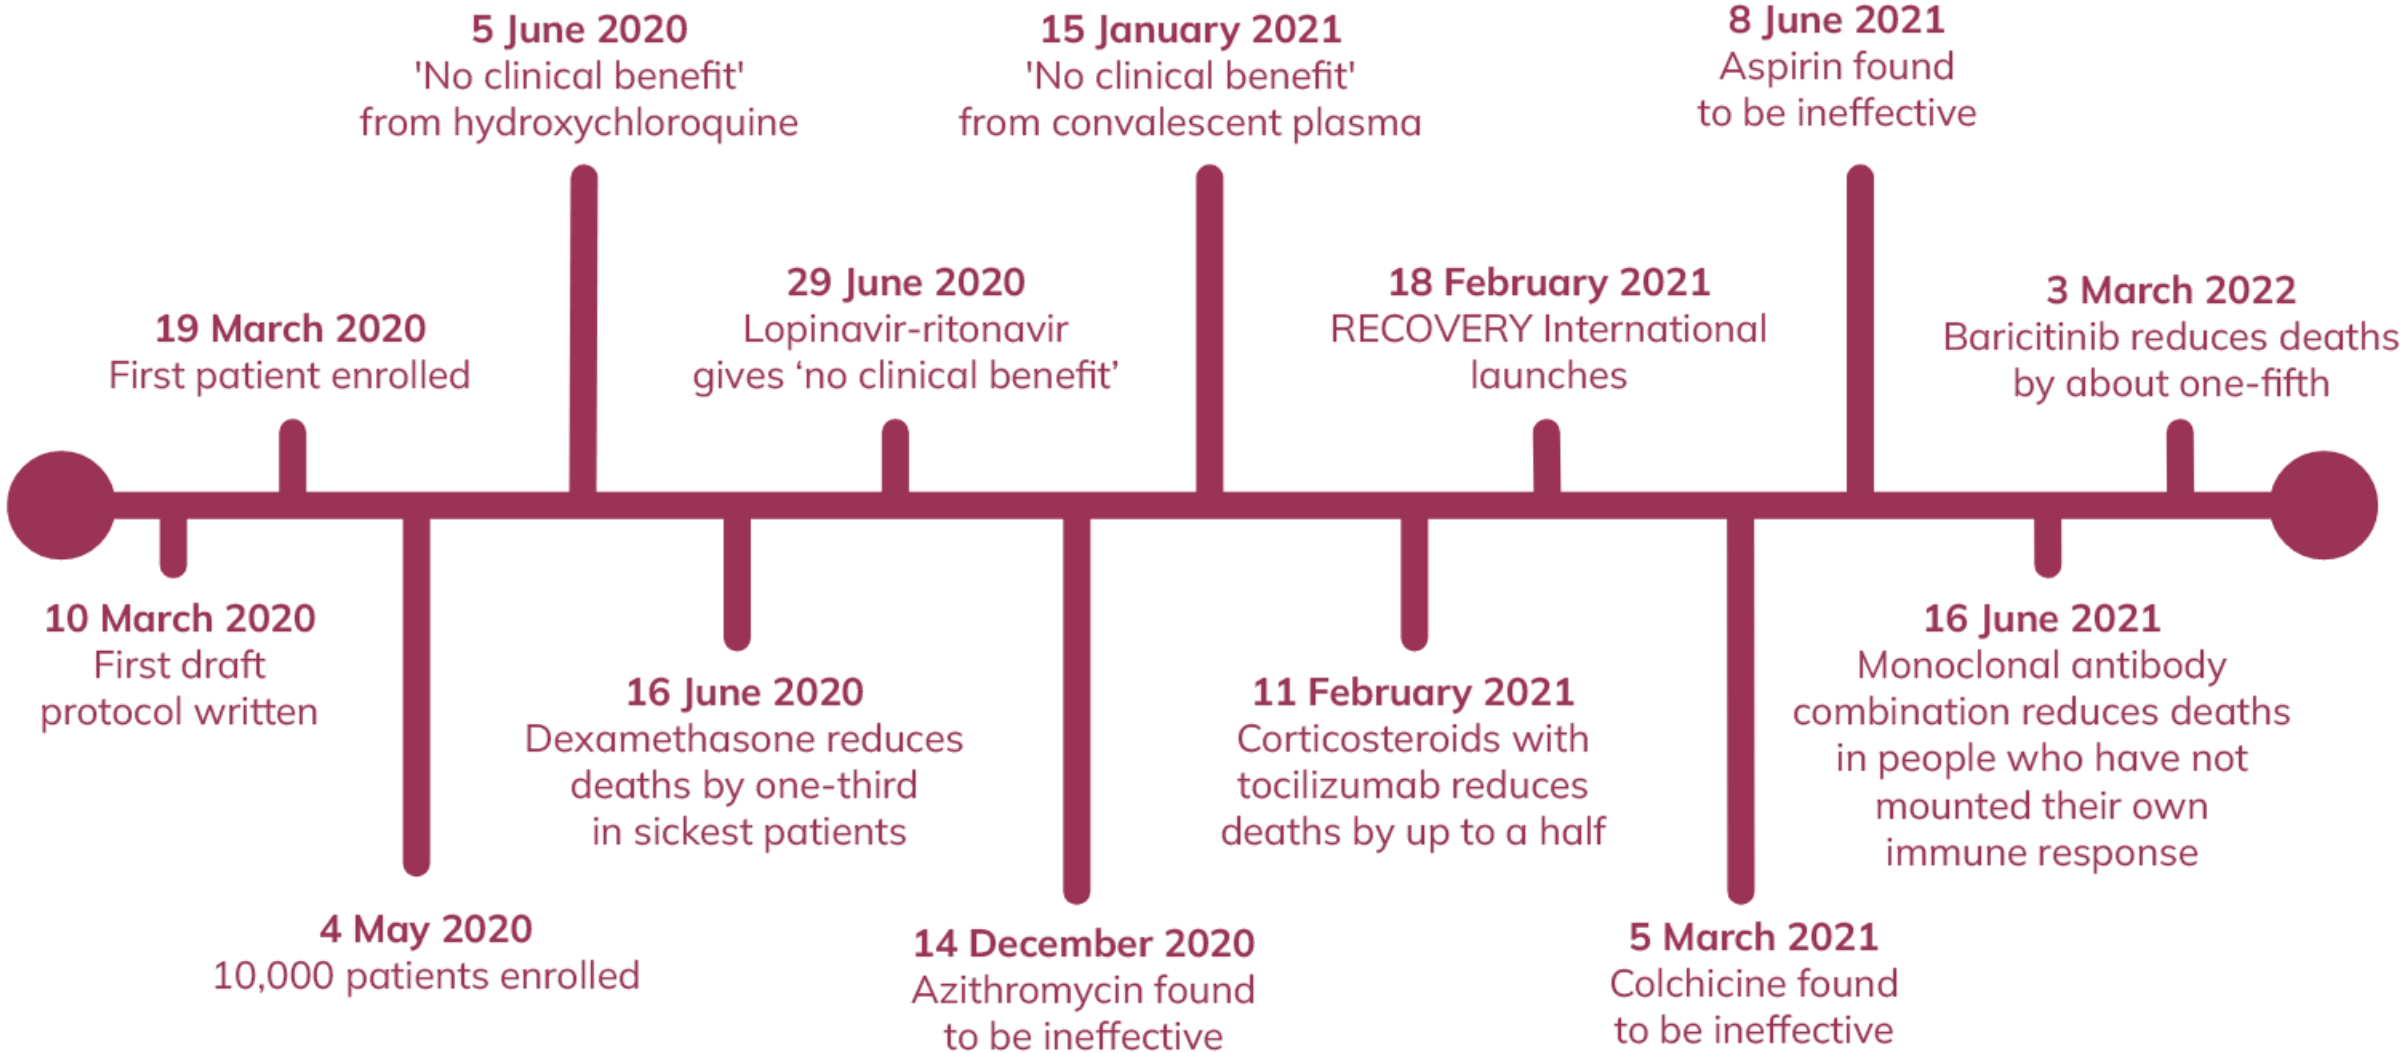 5 June 2020
'No clinical benefit'
from hydroxychloroquine
15 January 2021
'No clinical benefit'
from convalescent plasma
8 June 2021
Aspirin found
to be ineffective
19 March 2020
First patient enrolled
29 June 2020
Lopinavir-ritonavir
gives ‘no clinical benefit’
18 February 2021
RECOVERY International
launches
3 March 2022
Baricitinib reduces deaths
by about one-fifth
10 March 2020
First draft
protocol written
16 June 2020
Dexamethasone reduces
deaths by one-third
in sickest patients
11 February 2021
Corticosteroids with
tocilizumab reduces
deaths by up to a half
16 June 2021
Monoclonal antibody
combination reduces deaths
in people who have not
mounted their own
immune response
4 May 2020
10,000 patients enrolled
14 December 2020
Azithromycin found
to be ineffective
5 March 2021
Colchicine found
to be ineffective